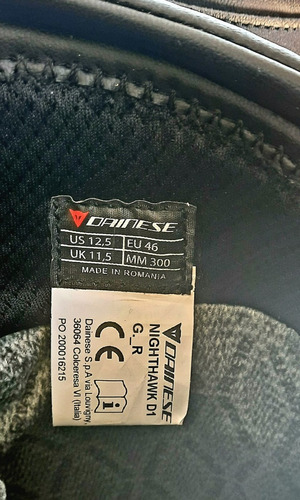 DAINESE
US 12,5 EU 46
UK 11,5 MM 300
MADE IN ROMANIA
DAINESE
NIGHTHAWK D1
G_R
CE i
Dainese S.p.A via Louvigny,
36064 Colceresa VI (Italia)
PO 200016215